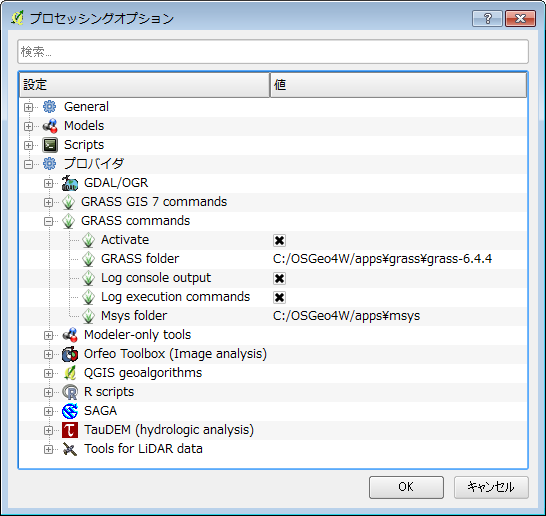 プロセッシングオプション
検索...
設定 値
General
Models
Scripts
プロバイダ
GDAL/OGR
GRASS GIS 7 commands
GRASS commands
Activate
GRASS folder C:/OSGeo4W/apps¥grass¥grass-6.4.4
Log console output
Log execution commands
Msys folder C:/OSGeo4W/apps¥msys
Modeler-only tools
Orfeo Toolbox (Image analysis)
QGIS geoalgorithms
R scripts
SAGA
TauDEM (hydrologic analysis)
Tools for LiDAR data
OK キャンセル